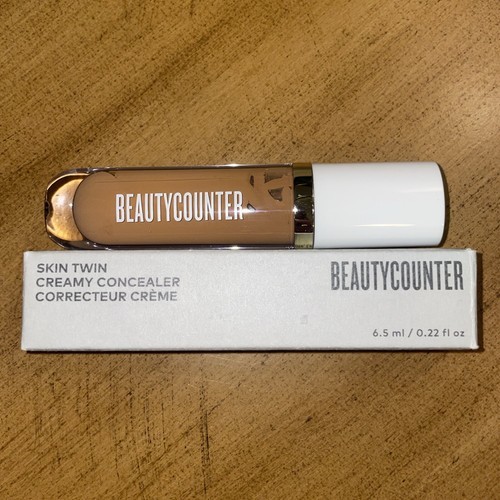 BEAUTYCOUNTER
SKIN TWIN
CREAMY CONCEALER
CORRECTEUR CRÈME
BEAUTYCOUNTER
6.5 ml / 0.22 fl oz